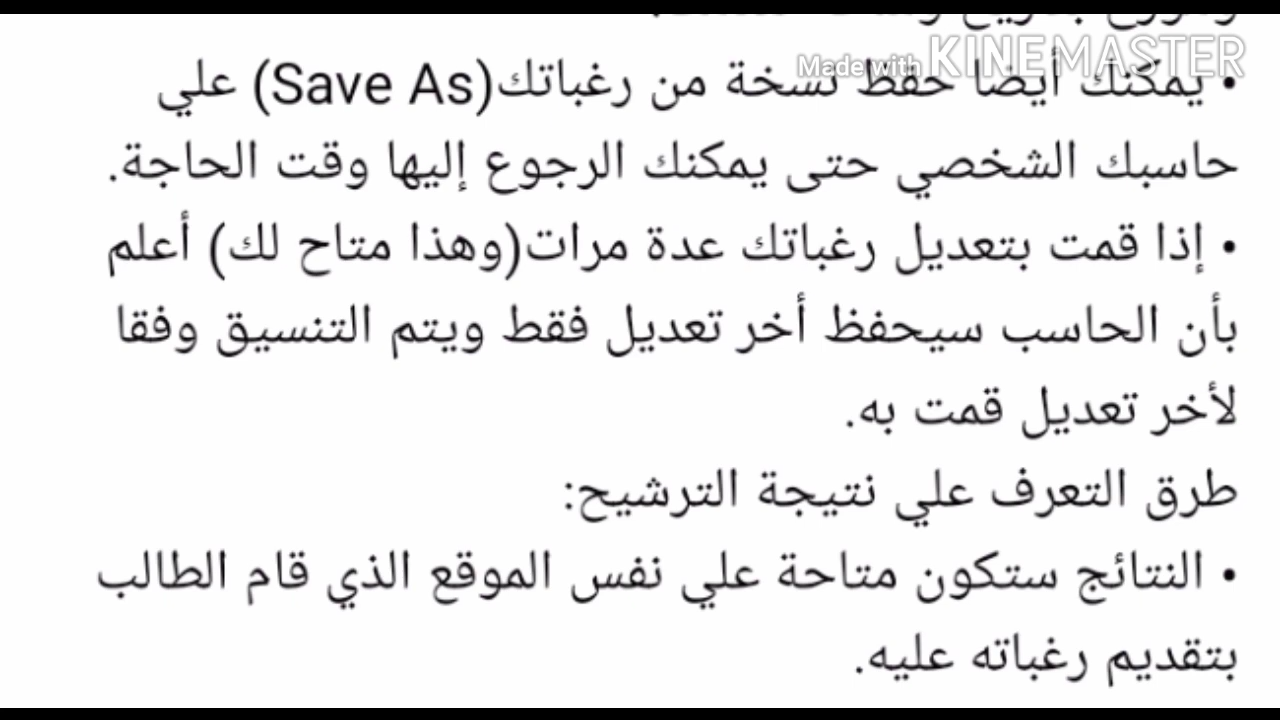 Made with KINEMASTER
• يمكنك أيضا حفظ نسخة من رغباتك(Save As) علي
حاسبك الشخصي حتى يمكنك الرجوع إليها وقت الحاجة.
• إذا قمت بتعديل رغباتك عدة مرات(وهذا متاح لك) أعلم
بأن الحاسب سيحفظ أخر تعديل فقط ويتم التنسيق وفقا
لأخر تعديل قمت به.
طرق التعرف علي نتيجة الترشيح:
• النتائج ستكون متاحة علي نفس الموقع الذي قام الطالب
بتقديم رغباته عليه.